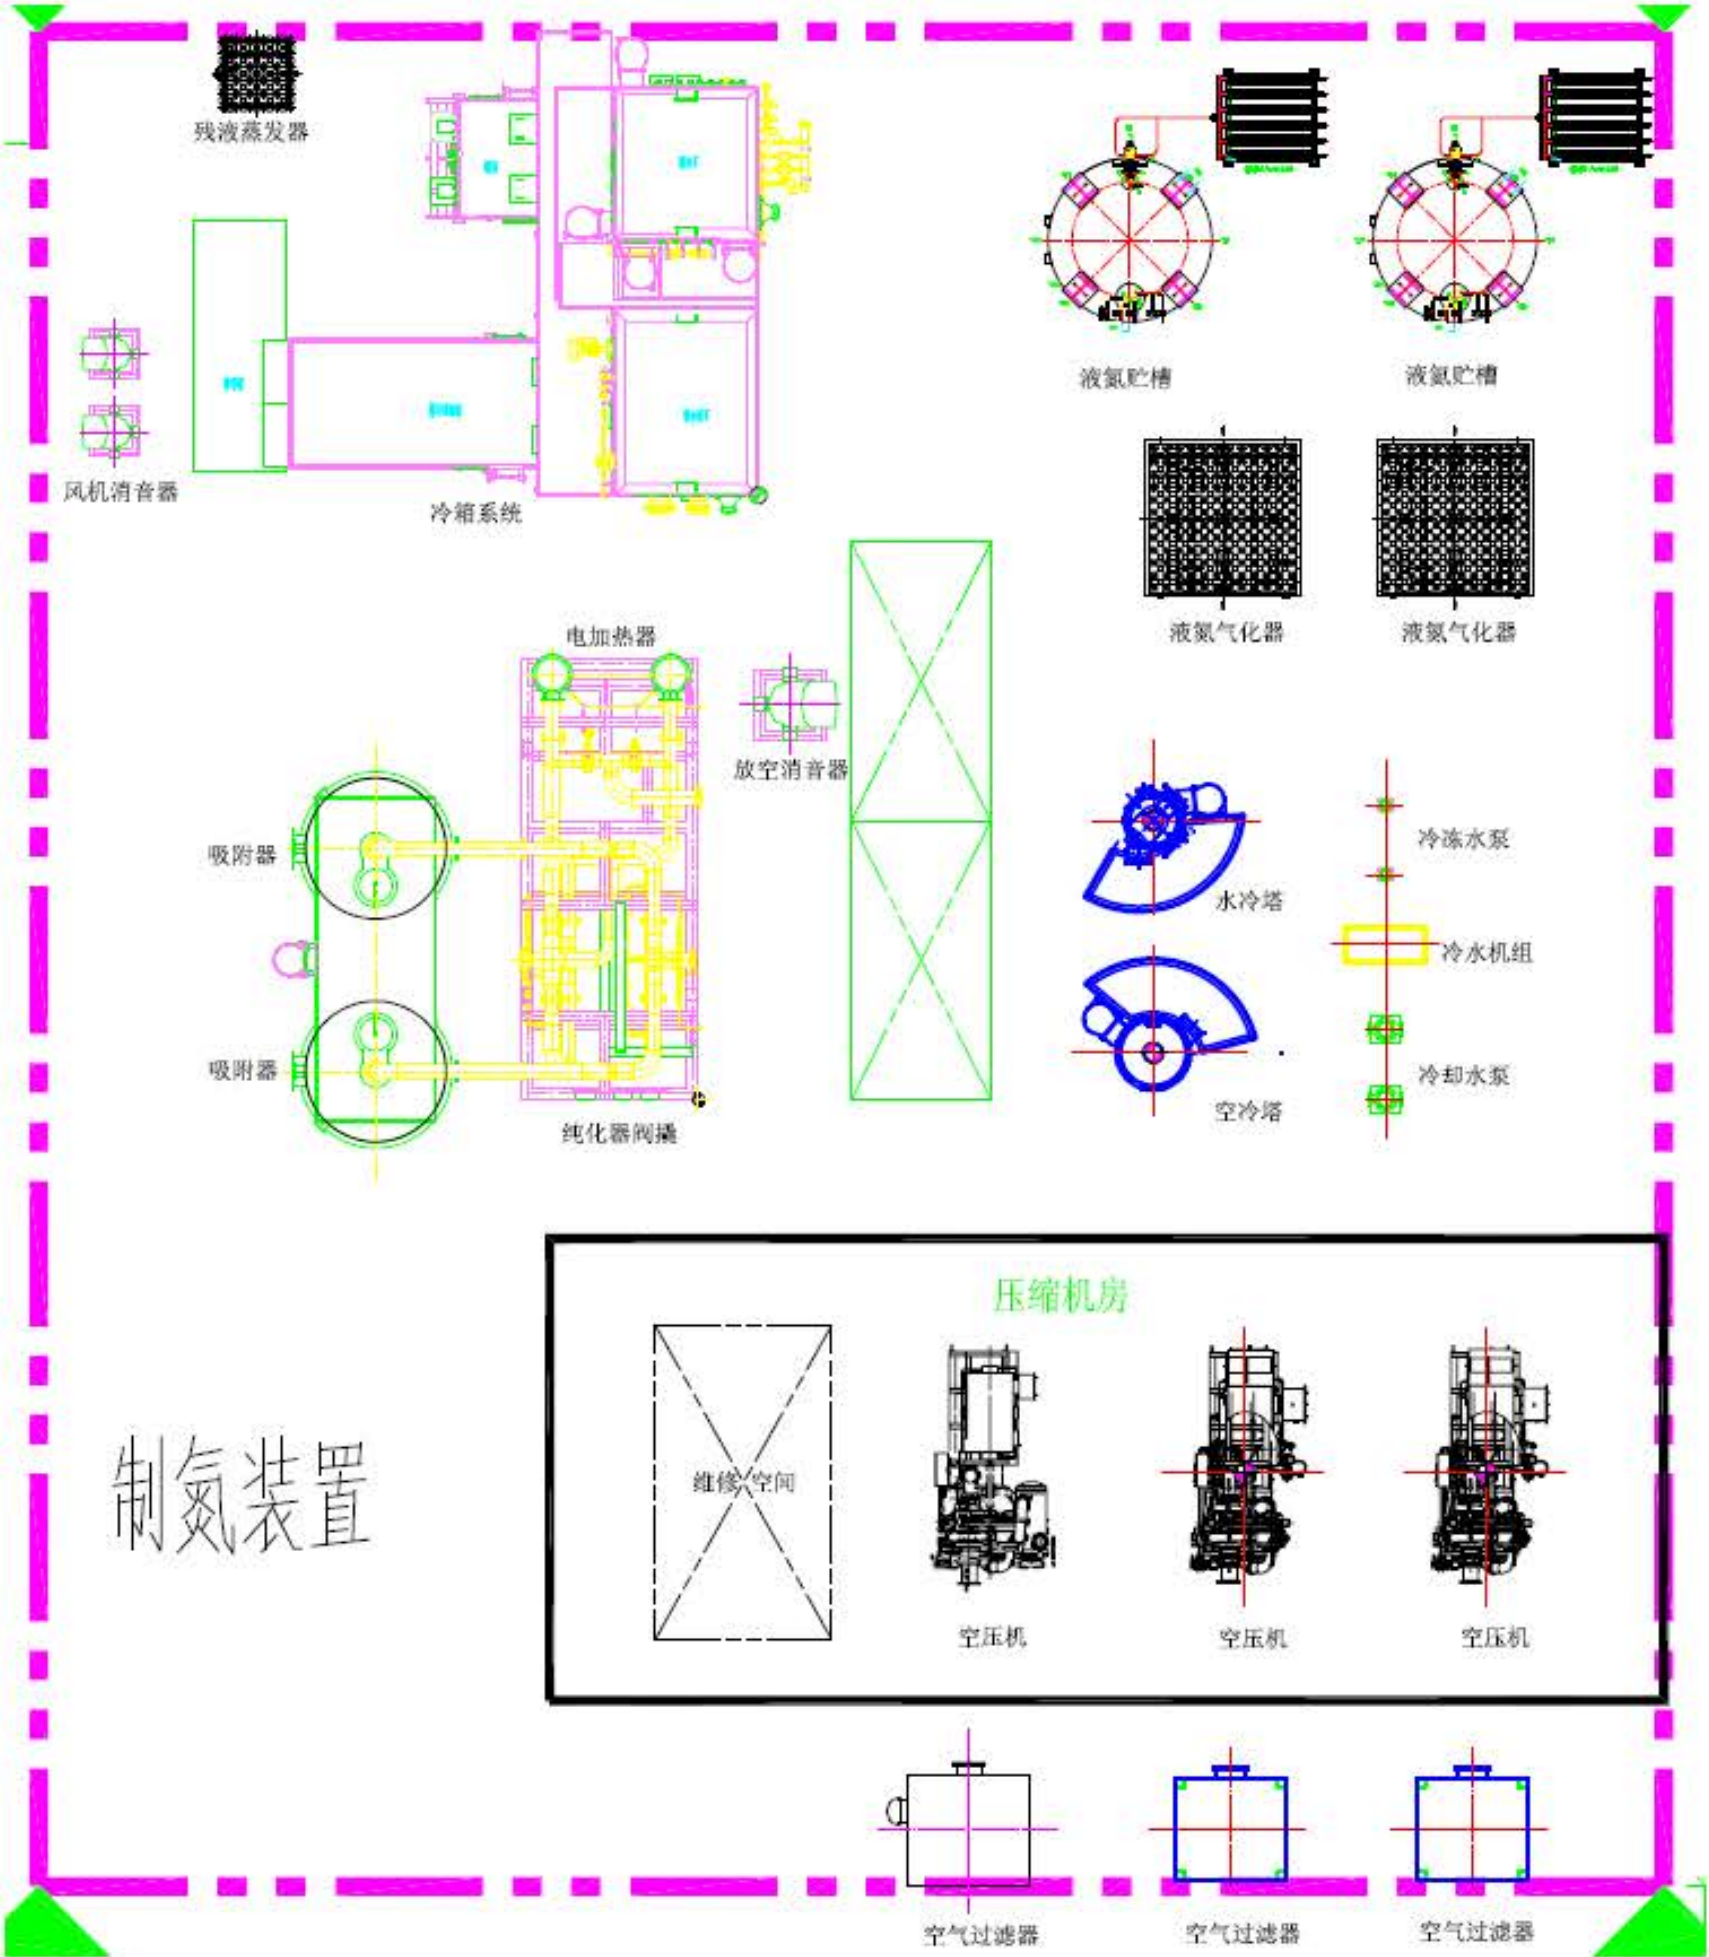 残液蒸发器
液氮贮槽
液氮贮槽
风机消音器
冷箱系统
液氮气化器
液氮气化器
电加热器
放空消音器
冷冻水泵
吸附器
水冷塔
冷水机组
吸附器
冷却水泵
空冷塔
纯化器阀撬
压缩机房
制氮装置
维修空间
空压机
空压机
空压机
空气过滤器
空气过滤器
空气过滤器